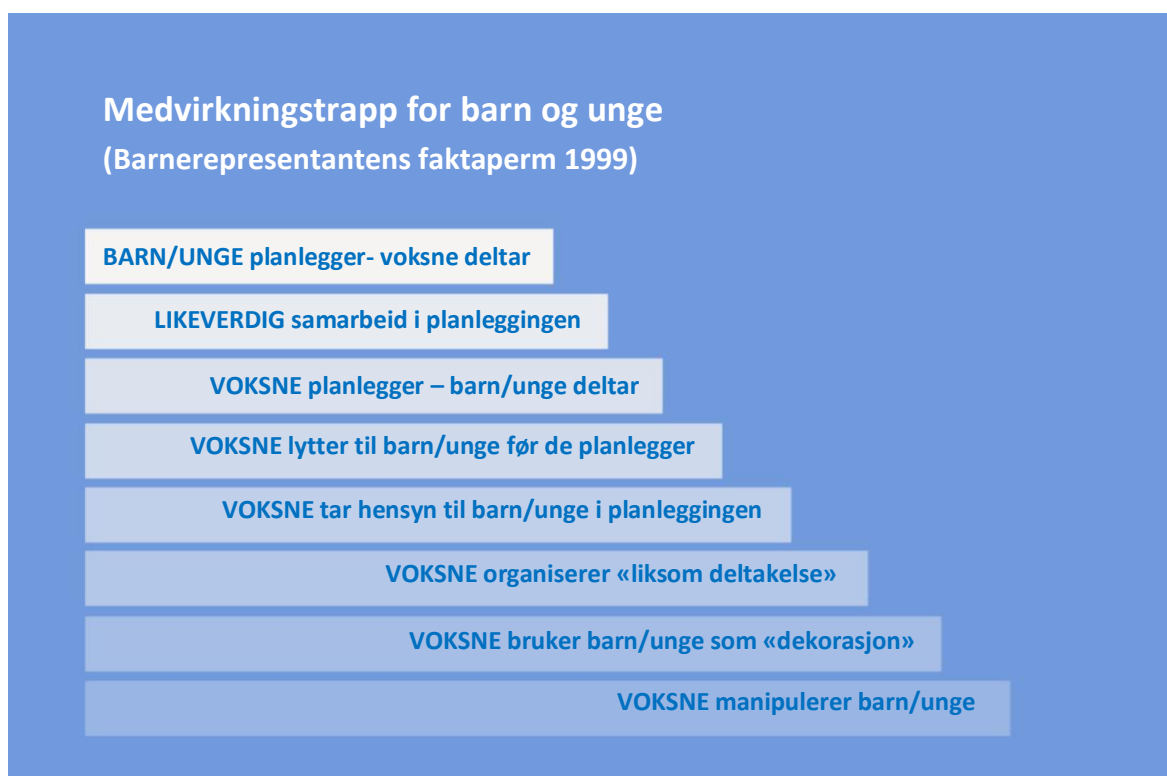 Medvirkningstrapp for barn og unge
(Barnerepresentantens faktaperm 1999)
BARN/UNGE planlegger- voksne deltar
LIKEVERDIG samarbeid i planleggingen
VOKSNE planlegger – barn/unge deltar
VOKSNE lytter til barn/unge før de planlegger
VOKSNE tar hensyn til barn/unge i planleggingen
VOKSNE organiserer «liksom deltakelse»
VOKSNE bruker barn/unge som «dekorasjon»
VOKSNE manipulerer barn/unge